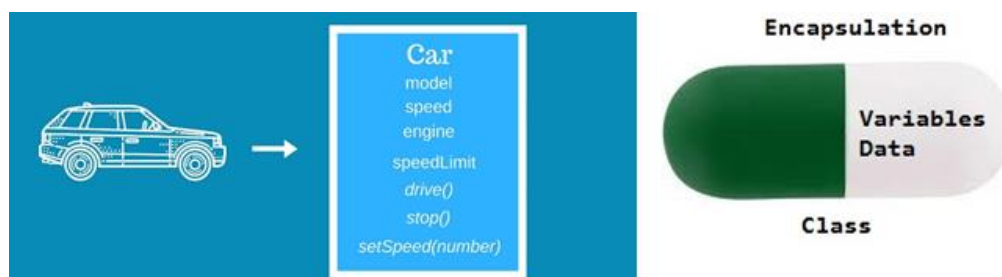 Car
model
speed
engine
speedLimit
drive()
stop()
setSpeed(number)
Encapsulation
Variables
Data
Class